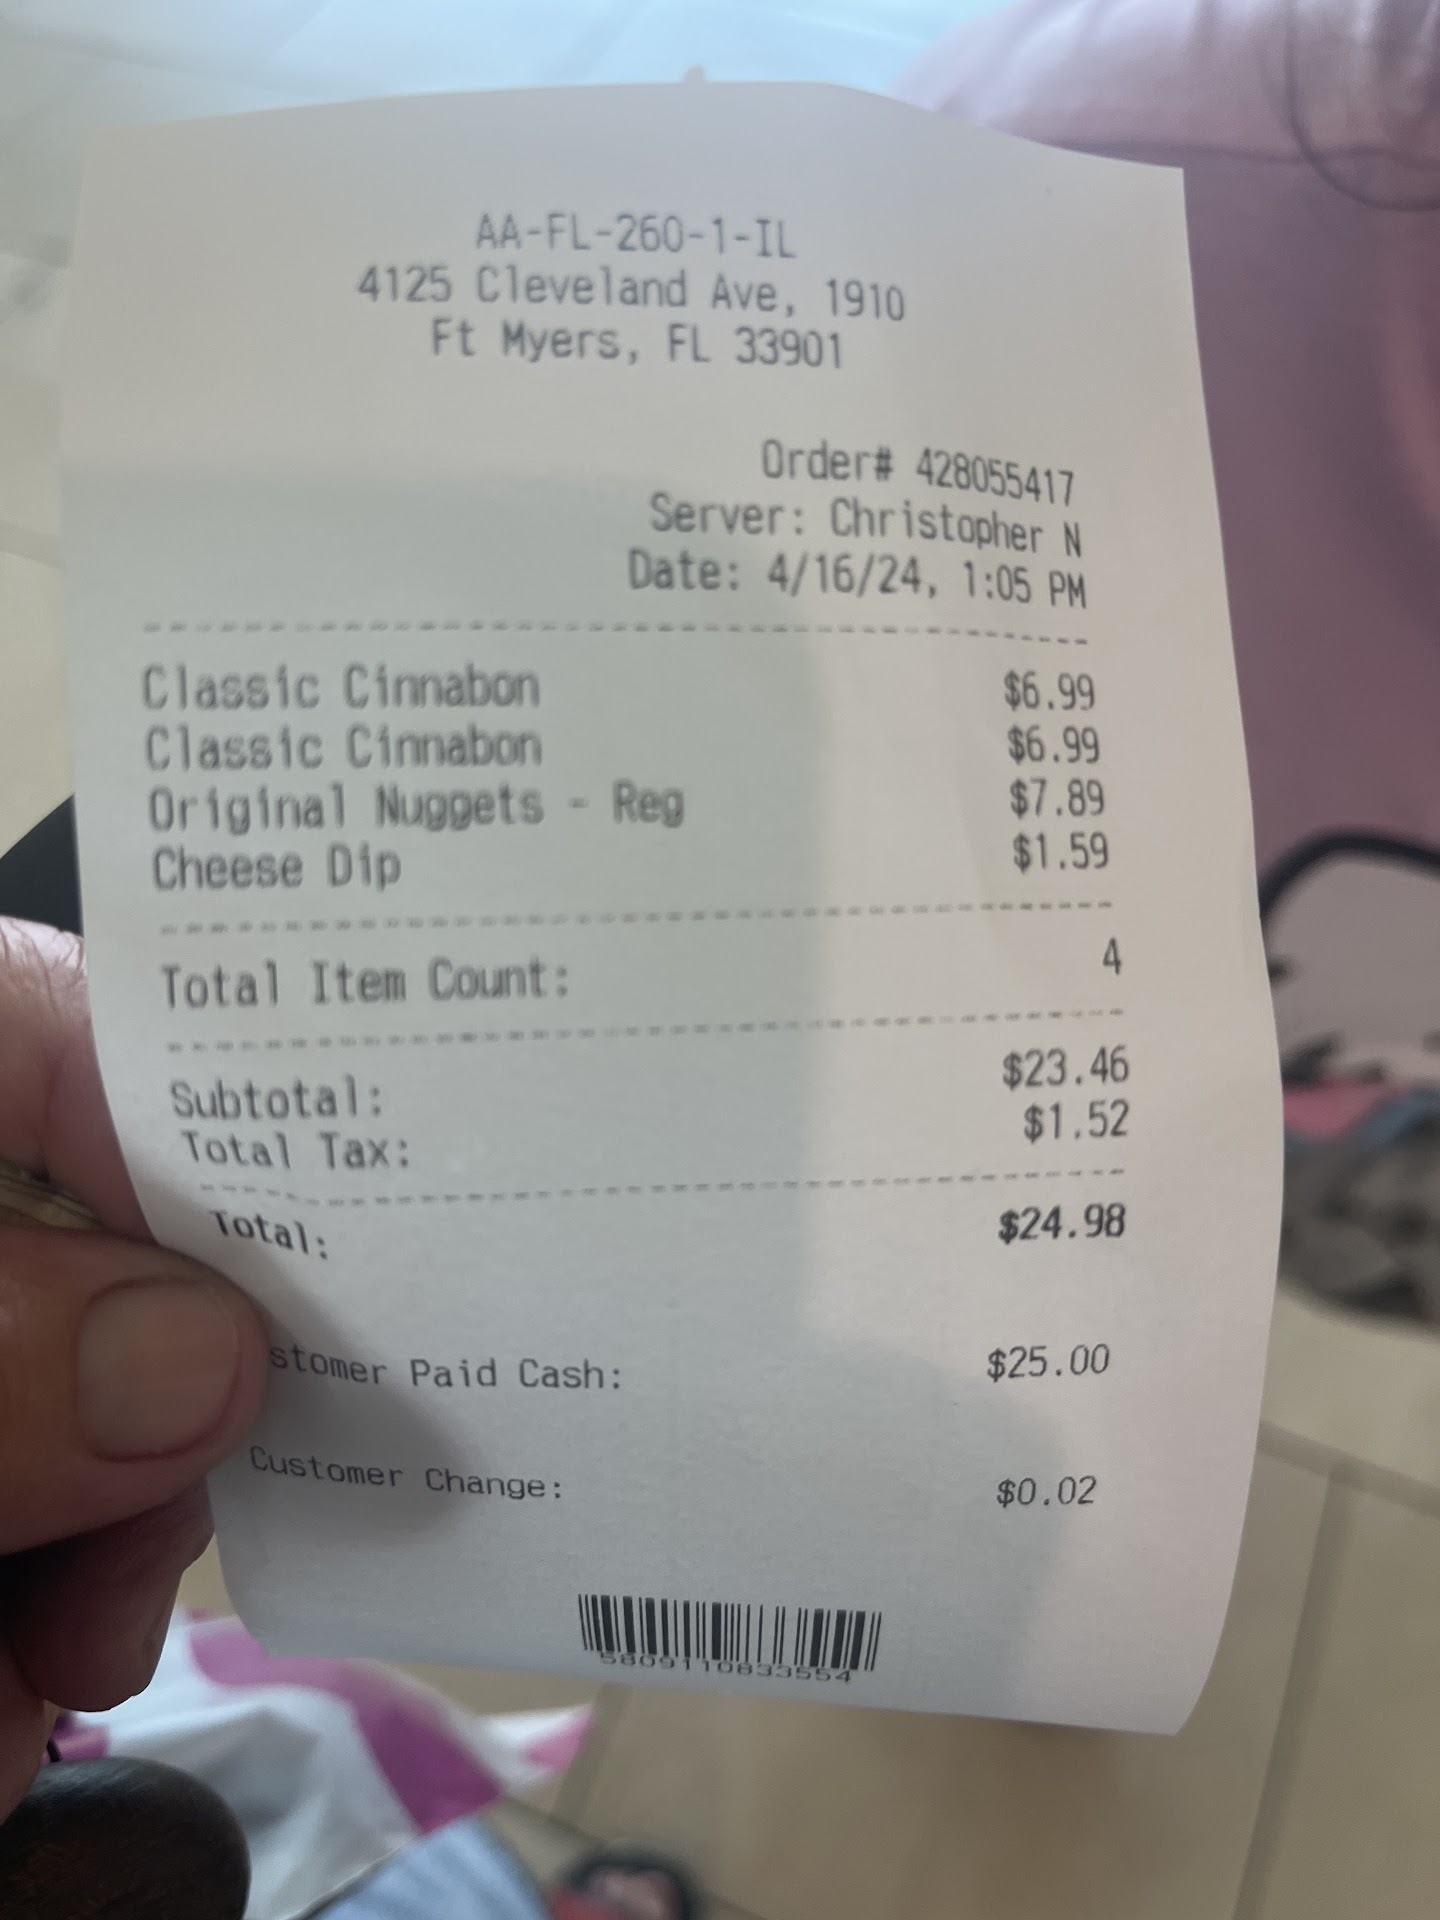 AA-FL-260-1-IL
4125 Cleveland Ave, 1910
Ft Myers, FL 33901
Order# 428055417
Server: Christopher N
Date: 4/16/24, 1:05 PM
Classic Cinnabon $6.99
Classic Cinnabon $6.99
Original Nuggets - Reg $7.89
Cheese Dip $1.59
Total Item Count: 4
Subtotal: $23.46
Total Tax: $1.52
Total: $24.98
stomer Paid Cash: $25.00
Customer Change: $0.02
5809110833554